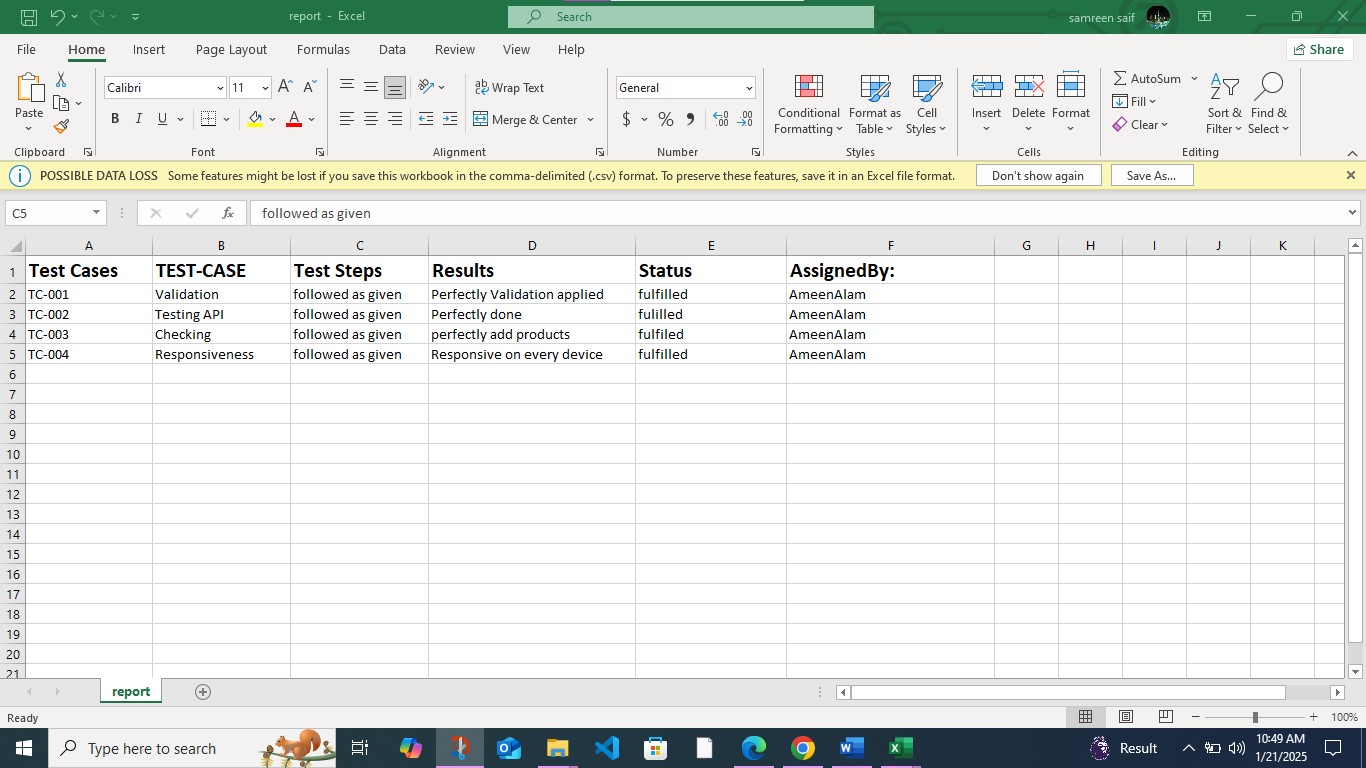 report - Excel
Search
samreen saif
File Home Insert Page Layout Formulas Data Review View Help
Share
Paste
Calibri 11
Wrap Text
General
Conditional Formatting
Format as Table
Cell Styles
Insert
Delete
Format
AutoSum
Fill
Clear
Sort & Filter
Find & Select
B I U
Merge & Center
$ % ,
Clipboard Font Alignment Number Styles Cells Editing
POSSIBLE DATA LOSS Some features might be lost if you save this workbook in the comma-delimited (.csv) format. To preserve these features, save it in an Excel file format. Don't show again Save As...
C5 fx followed as given
A B C D E F G H I J K
1 Test Cases TEST-CASE Test Steps Results Status AssignedBy:
2 TC-001 Validation followed as given Perfectly Validation applied fulfilled AmeenAlam
3 TC-002 Testing API followed as given Perfectly done fulilled AmeenAlam
4 TC-003 Checking followed as given perfectly add products fulfiled AmeenAlam
5 TC-004 Responsiveness followed as given Responsive on every device fulfilled AmeenAlam
6
7
8
9
10
11
12
13
14
15
16
17
18
19
20
21
report
Ready
100%
Type here to search
Result
10:49 AM
1/21/2025